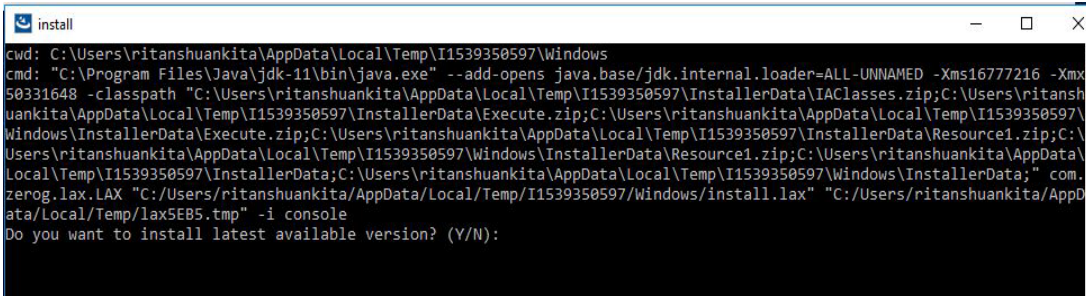 install
cwd: C:\Users\ritanshuankita\AppData\Local\Temp\I1539350597\Windows
cmd: "C:\Program Files\Java\jdk-11\bin\java.exe" --add-opens java.base/jdk.internal.loader=ALL-UNNAMED -Xms16777216 -Xmx
50331648 -classpath "C:\Users\ritanshuankita\AppData\Local\Temp\I1539350597\InstallerData\IAClasses.zip;C:\Users\ritansh
uankita\AppData\Local\Temp\I1539350597\InstallerData\Execute.zip;C:\Users\ritanshuankita\AppData\Local\Temp\I1539350597\
Windows\InstallerData\Execute.zip;C:\Users\ritanshuankita\AppData\Local\Temp\I1539350597\InstallerData\Resource1.zip;C:\
Users\ritanshuankita\AppData\Local\Temp\I1539350597\Windows\InstallerData\Resource1.zip;C:\Users\ritanshuankita\AppData\
Local\Temp\I1539350597\InstallerData;C:\Users\ritanshuankita\AppData\Local\Temp\I1539350597\Windows\InstallerData;" com.
zerog.lax.LAX "C:/Users/ritanshuankita/AppData/Local/Temp/I1539350597/Windows/install.lax" "C:/Users/ritanshuankita/AppD
ata/Local/Temp/lax5EB5.tmp" -i console
Do you want to install latest available version? (Y/N):